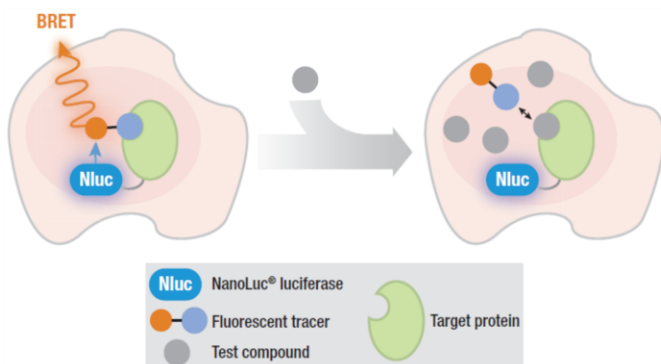 BRET
Nluc
Nluc
Nluc NanoLuc® luciferase
Fluorescent tracer
Target protein
Test compound